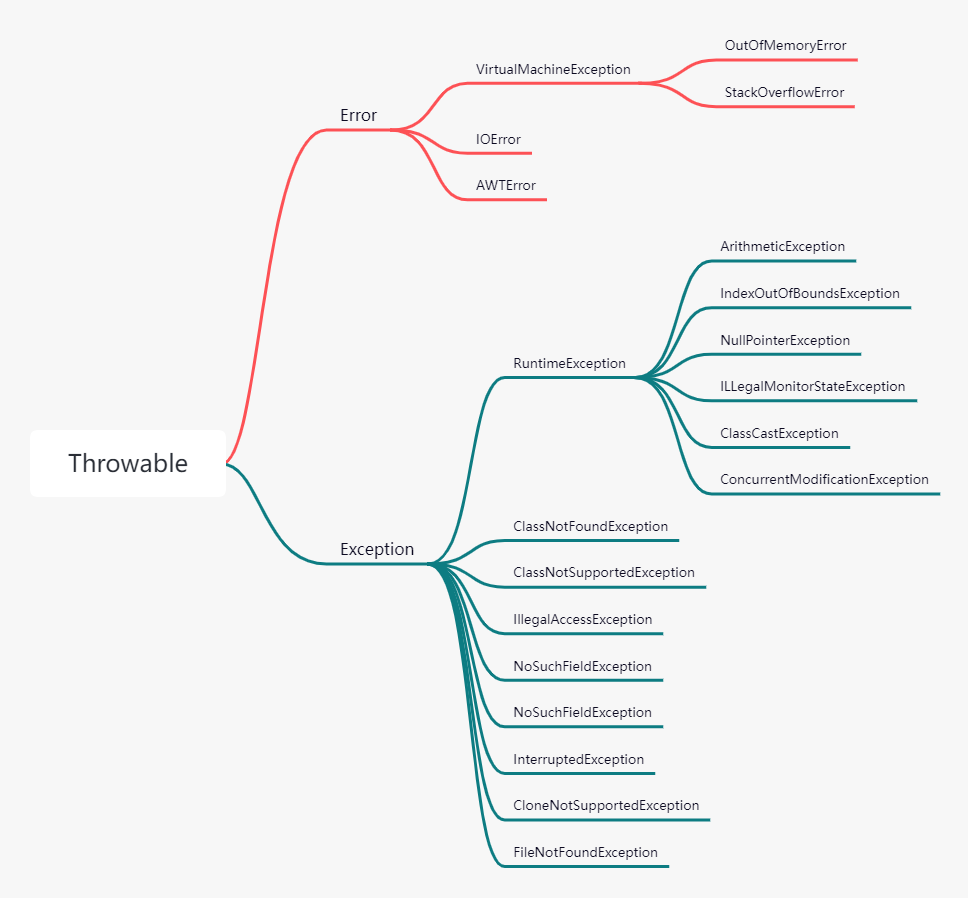 OutOfMemoryError
VirtualMachineException
StackOverflowError
Error
IOError
AWTError
ArithmeticException
IndexOutOfBoundsException
NullPointerException
RuntimeException
ILLegalMonitorStateException
ClassCastException
Throwable
ConcurrentModificationException
ClassNotFoundException
Exception
ClassNotSupportedException
IllegalAccessException
NoSuchFieldException
NoSuchFieldException
InterruptedException
CloneNotSupportedException
FileNotFoundException